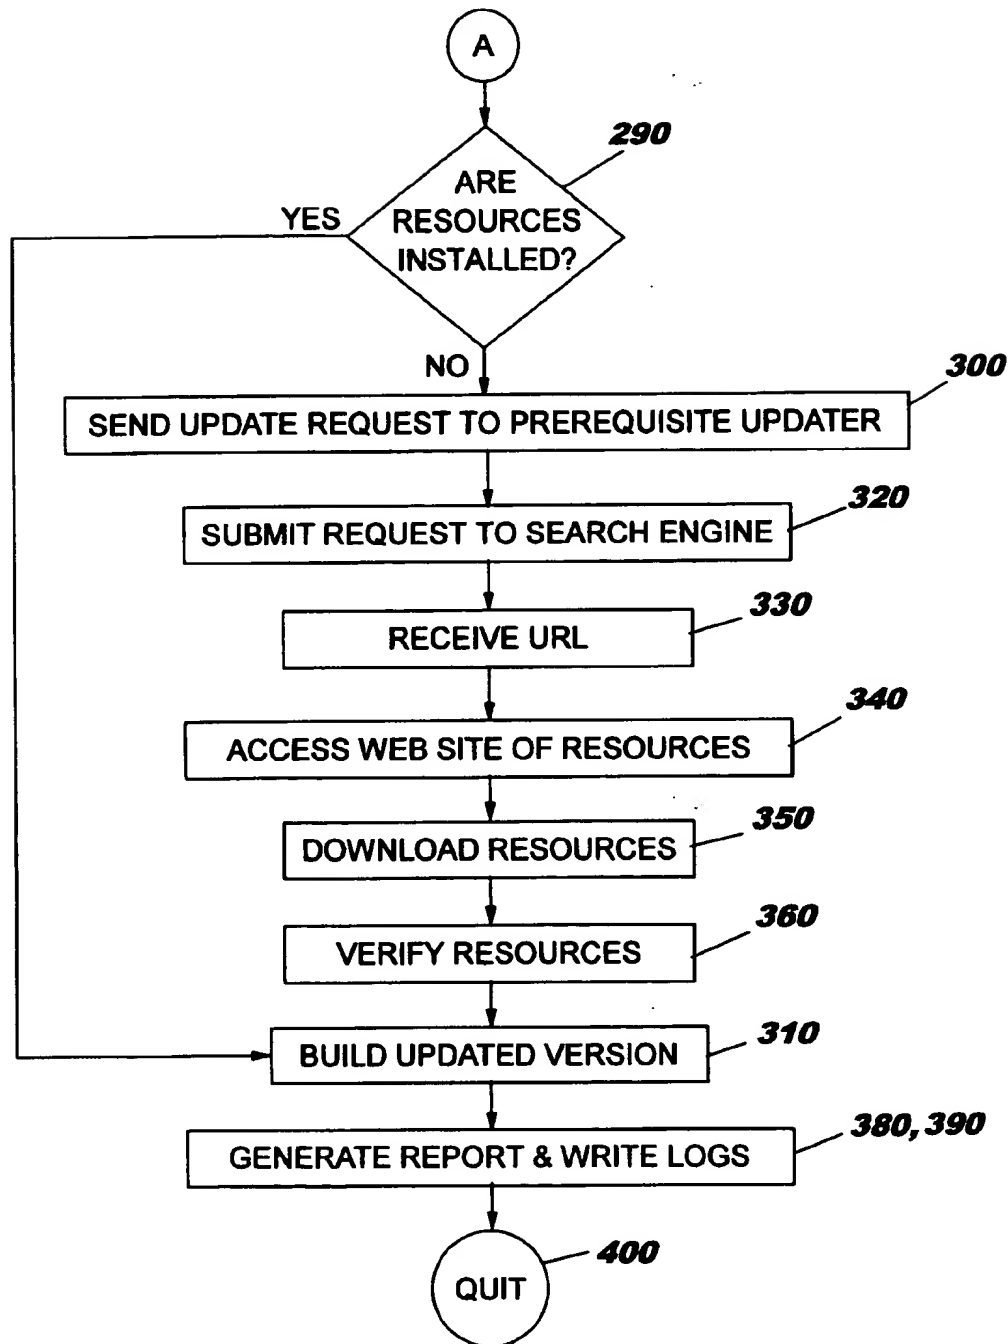 A
290
ARE
RESOURCES
INSTALLED?
YES
NO
300
SEND UPDATE REQUEST TO PREREQUISITE UPDATER
320
SUBMIT REQUEST TO SEARCH ENGINE
330
RECEIVE URL
340
ACCESS WEB SITE OF RESOURCES
350
DOWNLOAD RESOURCES
360
VERIFY RESOURCES
310
BUILD UPDATED VERSION
380, 390
GENERATE REPORT & WRITE LOGS
400
QUIT